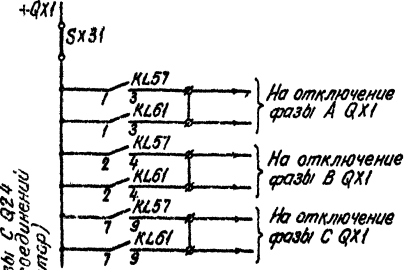 +QX1
SX31
KL57
1 3
KL61
1 3
На отключение
фазы А QX1
KL57
2 4
KL61
2 4
На отключение
фазы В QX1
KL57
7 9
KL61
7 9
На отключение
фазы С QX1
С Q24